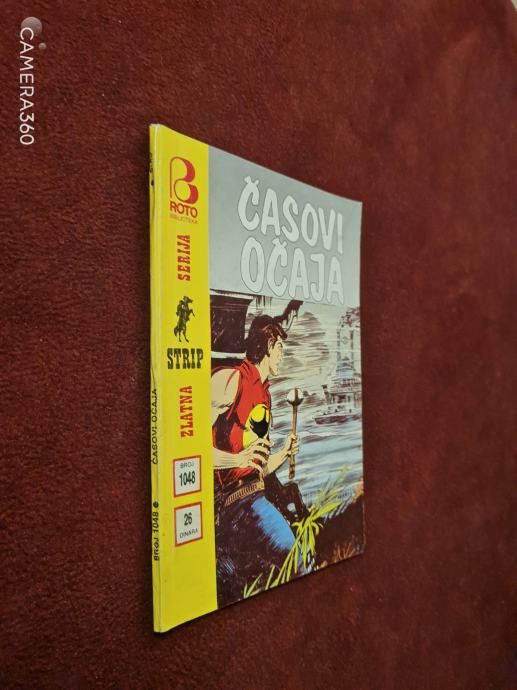 CAMERA360
ROTO
BIBLIOTEKA
ZLATNA
STRIP
SERIJA
BROJ
1048
26
DINARA
ČASOVI
OČAJA
BROJ 1048
ČASOVI OČAJA